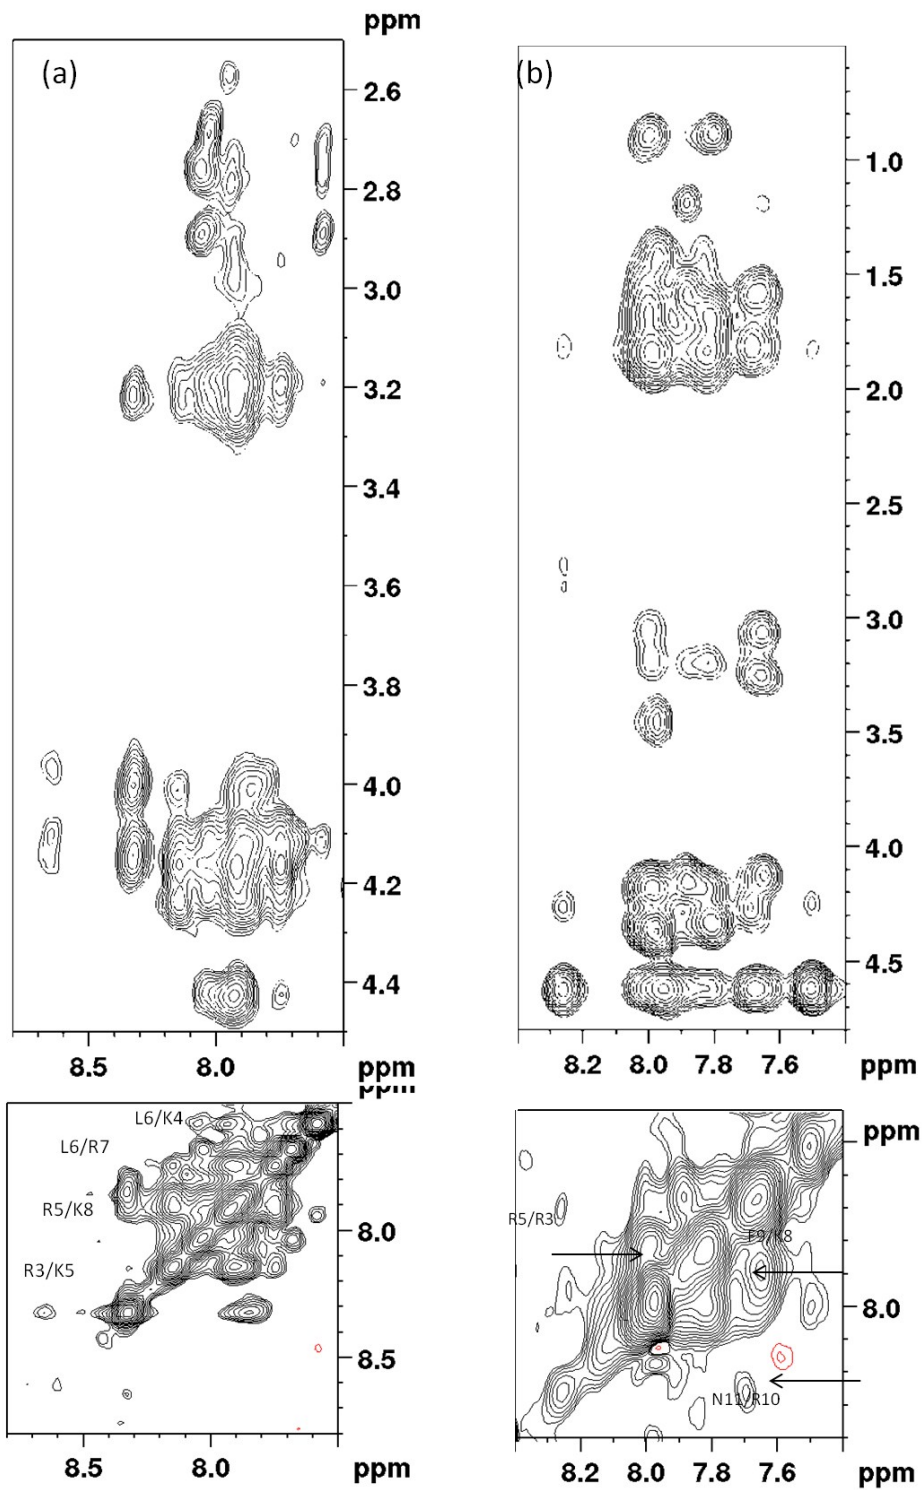 ppm
(a)
2.6
2.8
3.0
3.2
3.4
3.6
3.8
4.0
4.2
4.4
8.5 8.0 ppm
(b)
1.0
1.5
2.0
2.5
3.0
3.5
4.0
4.5
8.2 8.0 7.8 7.6 ppm
ppm
L6/K4
L6/R7
R5/K8
R3/K5
8.0
8.5
8.5 8.0 ppm
ppm
R5/R3
F9/K8
8.0
N11/R10
8.2 8.0 7.8 7.6 ppm